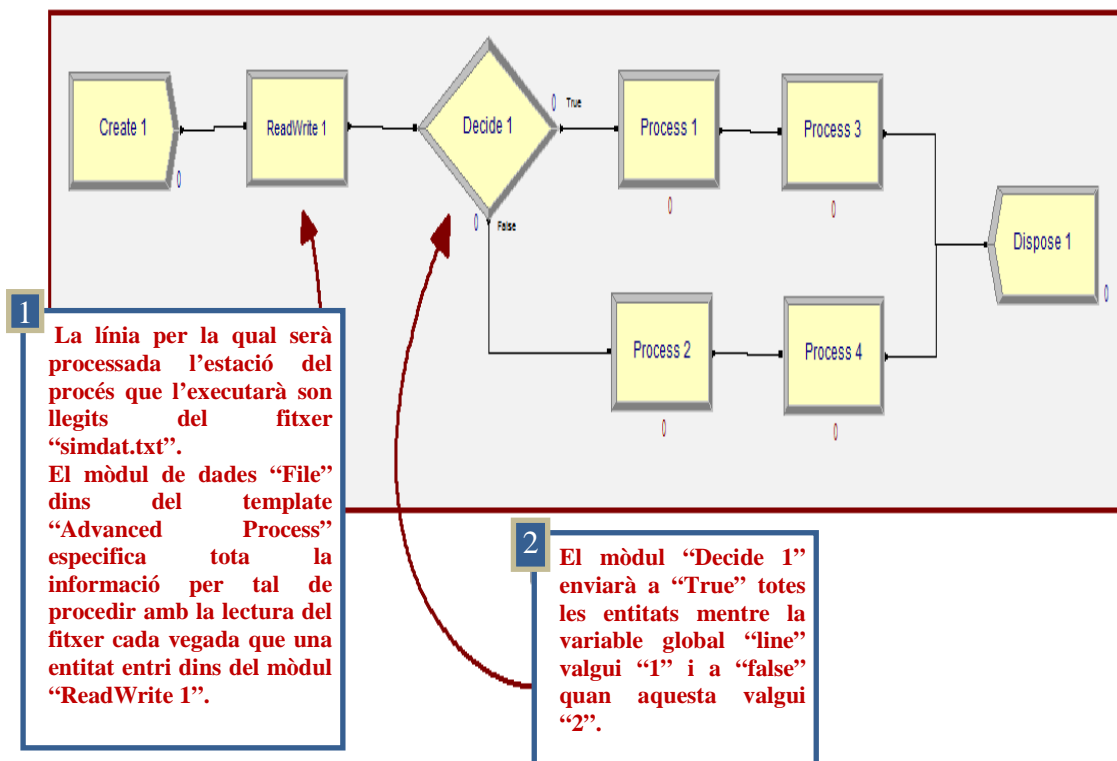 Create 1
0
ReadWrite 1
Decide 1
0 True
0 False
Process 1
0
Process 3
0
Process 2
0
Process 4
0
Dispose 1
0
1
La línia per la qual serà
processada l’estació del
procés que l’executarà son
llegits del fitxer
“simdat.txt”.
El mòdul de dades “File”
dins del template
“Advanced Process”
especifica tota la
informació per tal de
procedir amb la lectura del
fitxer cada vegada que una
entitat entri dins del mòdul
“ReadWrite 1”.
2
El mòdul “Decide 1”
enviarà a “True” totes
les entitats mentre la
variable global “line”
valgui “1” i a “false”
quan aquesta valgui
“2”.